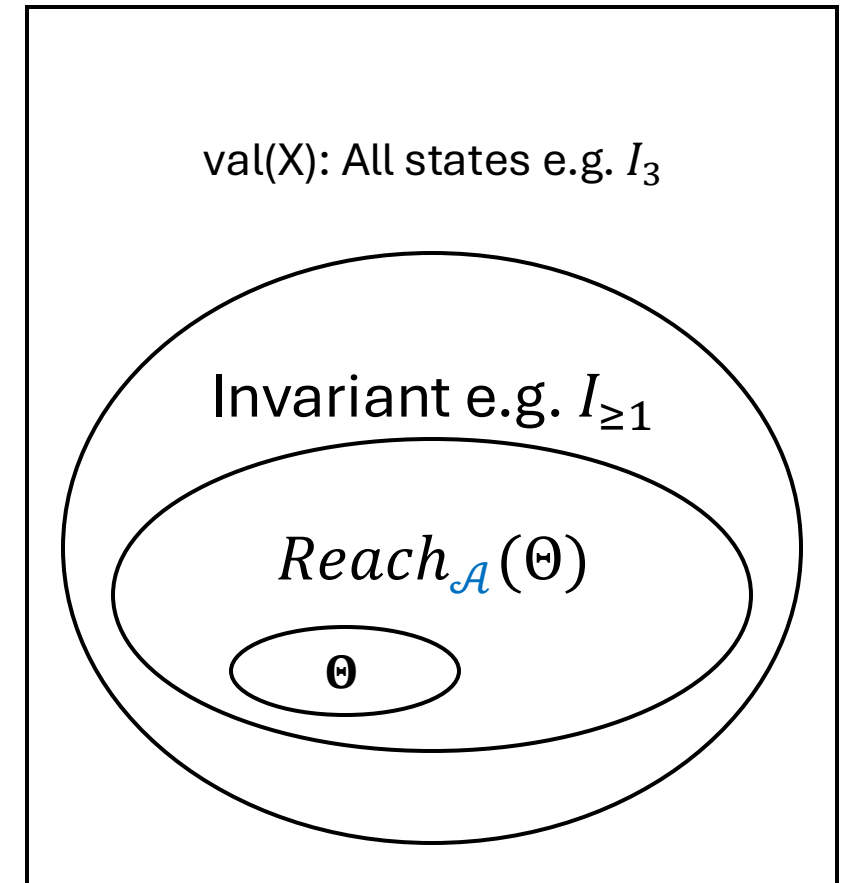 val(X): All states e.g. I₃
Invariant e.g. I≥₁
Reach𝒜(Θ)
Θ